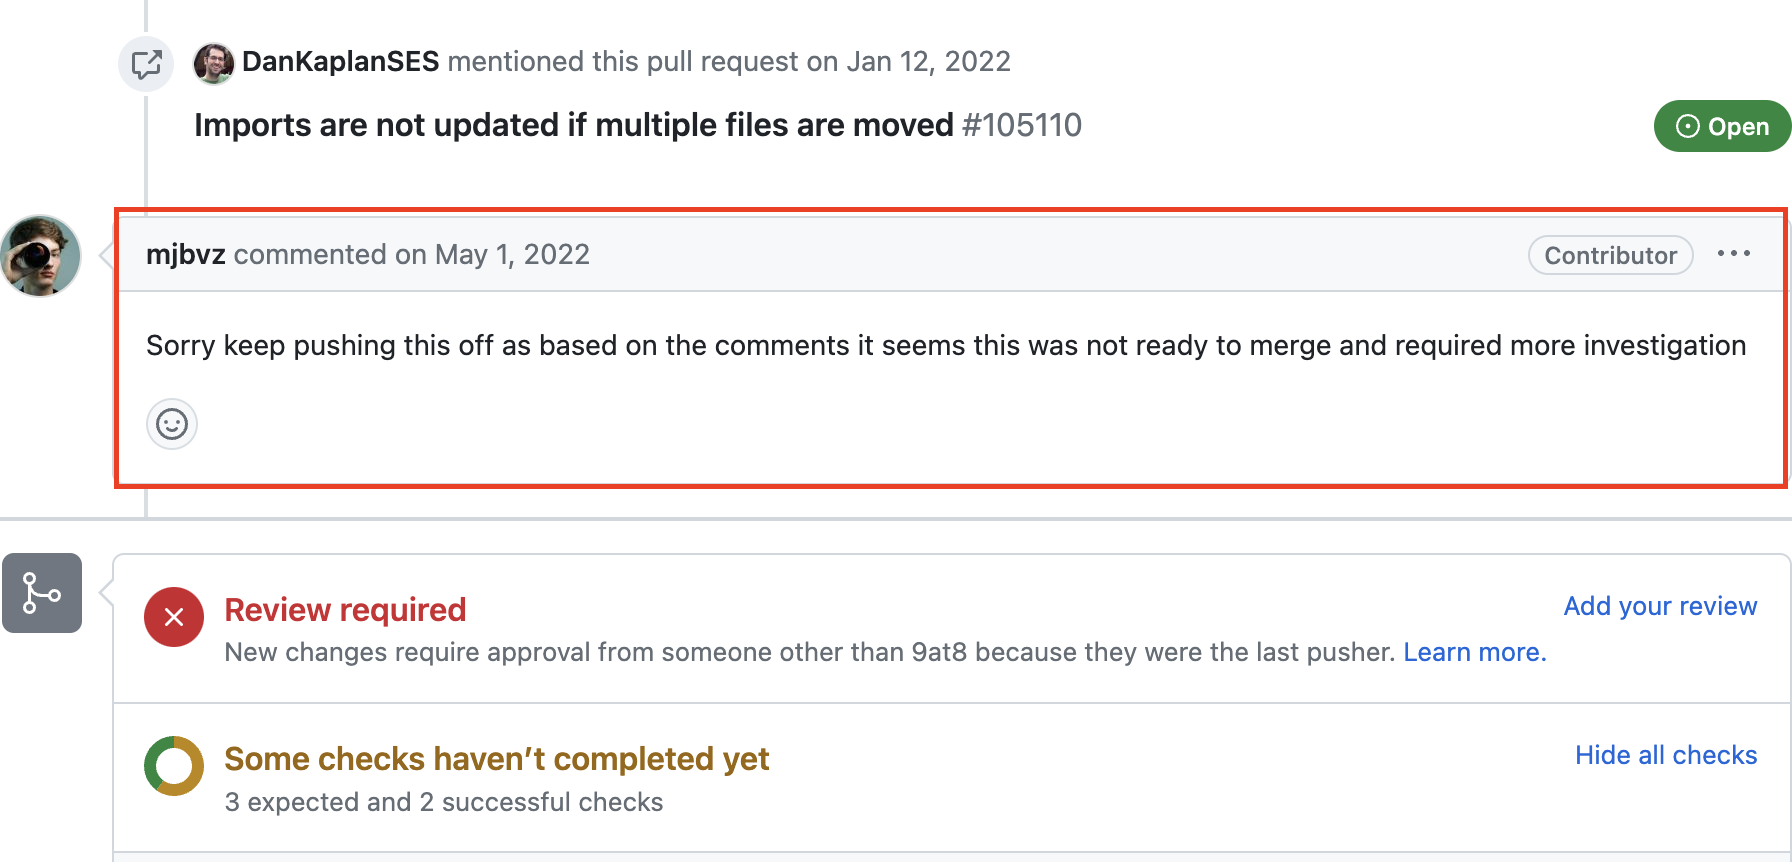 DanKaplanSES mentioned this pull request on Jan 12, 2022
Imports are not updated if multiple files are moved #105110
Open
mjbvz commented on May 1, 2022
Contributor
Sorry keep pushing this off as based on the comments it seems this was not ready to merge and required more investigation
Review required
Add your review
New changes require approval from someone other than 9at8 because they were the last pusher. Learn more.
Some checks haven’t completed yet
Hide all checks
3 expected and 2 successful checks